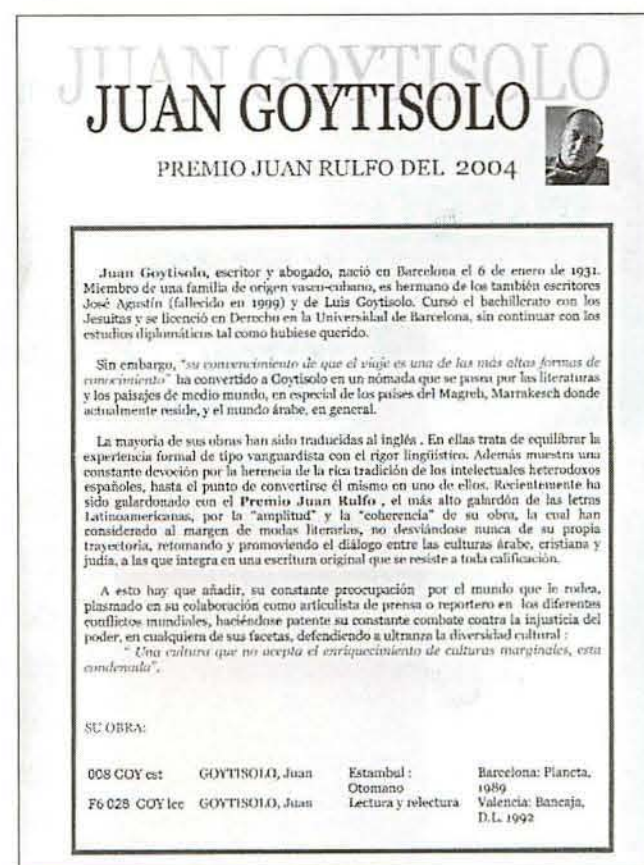 JUAN GOYTISOLO
JUAN GOYTISOLO
PREMIO JUAN RULFO DEL 2004
Juan Goytisolo, escritor y abogado, nació en Barcelona el 6 de enero de 1931.
Miembro de una familia de origen vasco-cubano, es hermano de los también escritores
José Agustín (fallecido en 1999) y de Luis Goytisolo. Cursó el bachillerato con los
Jesuitas y se licenció en Derecho en la Universidad de Barcelona, sin continuar con los
estudios diplomáticos tal como hubiese querido.
Sin embargo, "su convencimiento de que el viaje es una de las más altas formas de
conocimiento" ha convertido a Goytisolo en un nómada que se pasea por las literaturas
y los paisajes de medio mundo, en especial de los países del Magreb, Marrakesch donde
actualmente reside, y el mundo árabe, en general.
La mayoria de sus obras han sido traducidas al inglés . En ellas trata de equilibrar la
experiencia formal de tipo vanguardista con el rigor lingüístico. Además muestra una
constante devoción por la herencia de la rica tradición de los intelectuales heterodoxos
españoles, hasta el punto de convertirse él mismo en uno de ellos. Recientemente ha
sido galardonado con el Premio Juan Rulfo , el más alto galardón de las letras
Latinoamericanas, por la "amplitud" y la "coherencia" de su obra, la cual han
considerado al margen de modas literarias, no desviándose nunca de su propia
trayectoria, retomando y promoviendo el diálogo entre las culturas árabe, cristiana y
judía, a las que integra en una escritura original que se resiste a toda calificación.
A esto hay que añadir, su constante preocupación por el mundo que le rodea,
plasmado en su colaboración como articulista de prensa o reportero en los diferentes
conflictos mundiales, haciéndose patente su constante combate contra la injusticia del
poder, en cualquiera de sus facetas, defendiendo a ultranza la diversidad cultural :
" Una cultura que no acepta el enriquecimiento de culturas marginales, esta
condenada".
SU OBRA:
008 GOY est GOYTISOLO, Juan Estambul : Barcelona: Planeta,
Otomano 1989
F6 028 GOY lec GOYTISOLO, Juan Lectura y relectura Valencia: Bancaja,
D.L. 1992